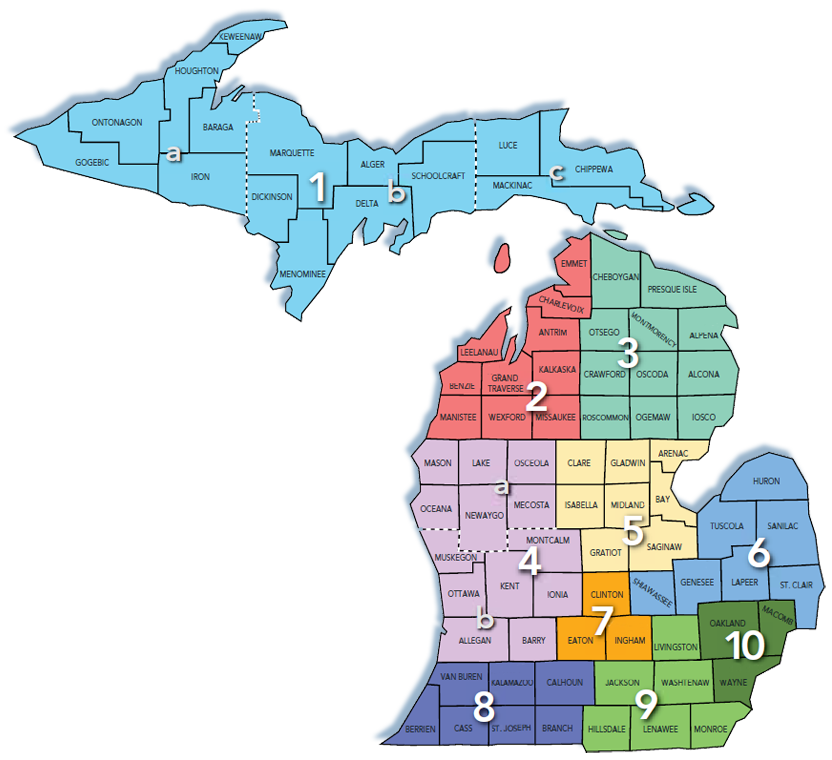 KEWEENAW
HOUGHTON
ONTONAGON
BARAGA
a
GOGEBIC
IRON
MARQUETTE
ALGER
LUCE
CHIPPEWA
c
SCHOOLCRAFT
MACKINAC
1
b
DICKINSON
DELTA
MENOMINEE
EMMET
CHEBOYGAN
PRESQUE ISLE
CHARLEVOIX
ANTRIM
OTSEGO
MONTMORENCY
ALPENA
3
LEELANAU
KALKASKA
CRAWFORD
OSCODA
ALCONA
BENZIE
GRAND
TRAVERSE
2
MANISTEE
WEXFORD
MISSAUKEE
ROSCOMMON
OGEMAW
IOSCO
MASON
LAKE
OSCEOLA
CLARE
GLADWIN
ARENAC
a
OCEANA
NEWAYGO
MECOSTA
ISABELLA
MIDLAND
BAY
HURON
5
TUSCOLA
SANILAC
MONTCALM
GRATIOT
SAGINAW
6
MUSKEGON
4
OTTAWA
KENT
IONIA
CLINTON
SHIAWASSEE
GENESEE
LAPEER
ST. CLAIR
b
7
ALLEGAN
BARRY
EATON
INGHAM
LIVINGSTON
OAKLAND
MACOMB
10
VAN BUREN
KALAMAZOO
CALHOUN
JACKSON
WASHTENAW
WAYNE
8
9
BERRIEN
CASS
ST. JOSEPH
BRANCH
HILLSDALE
LENAWEE
MONROE